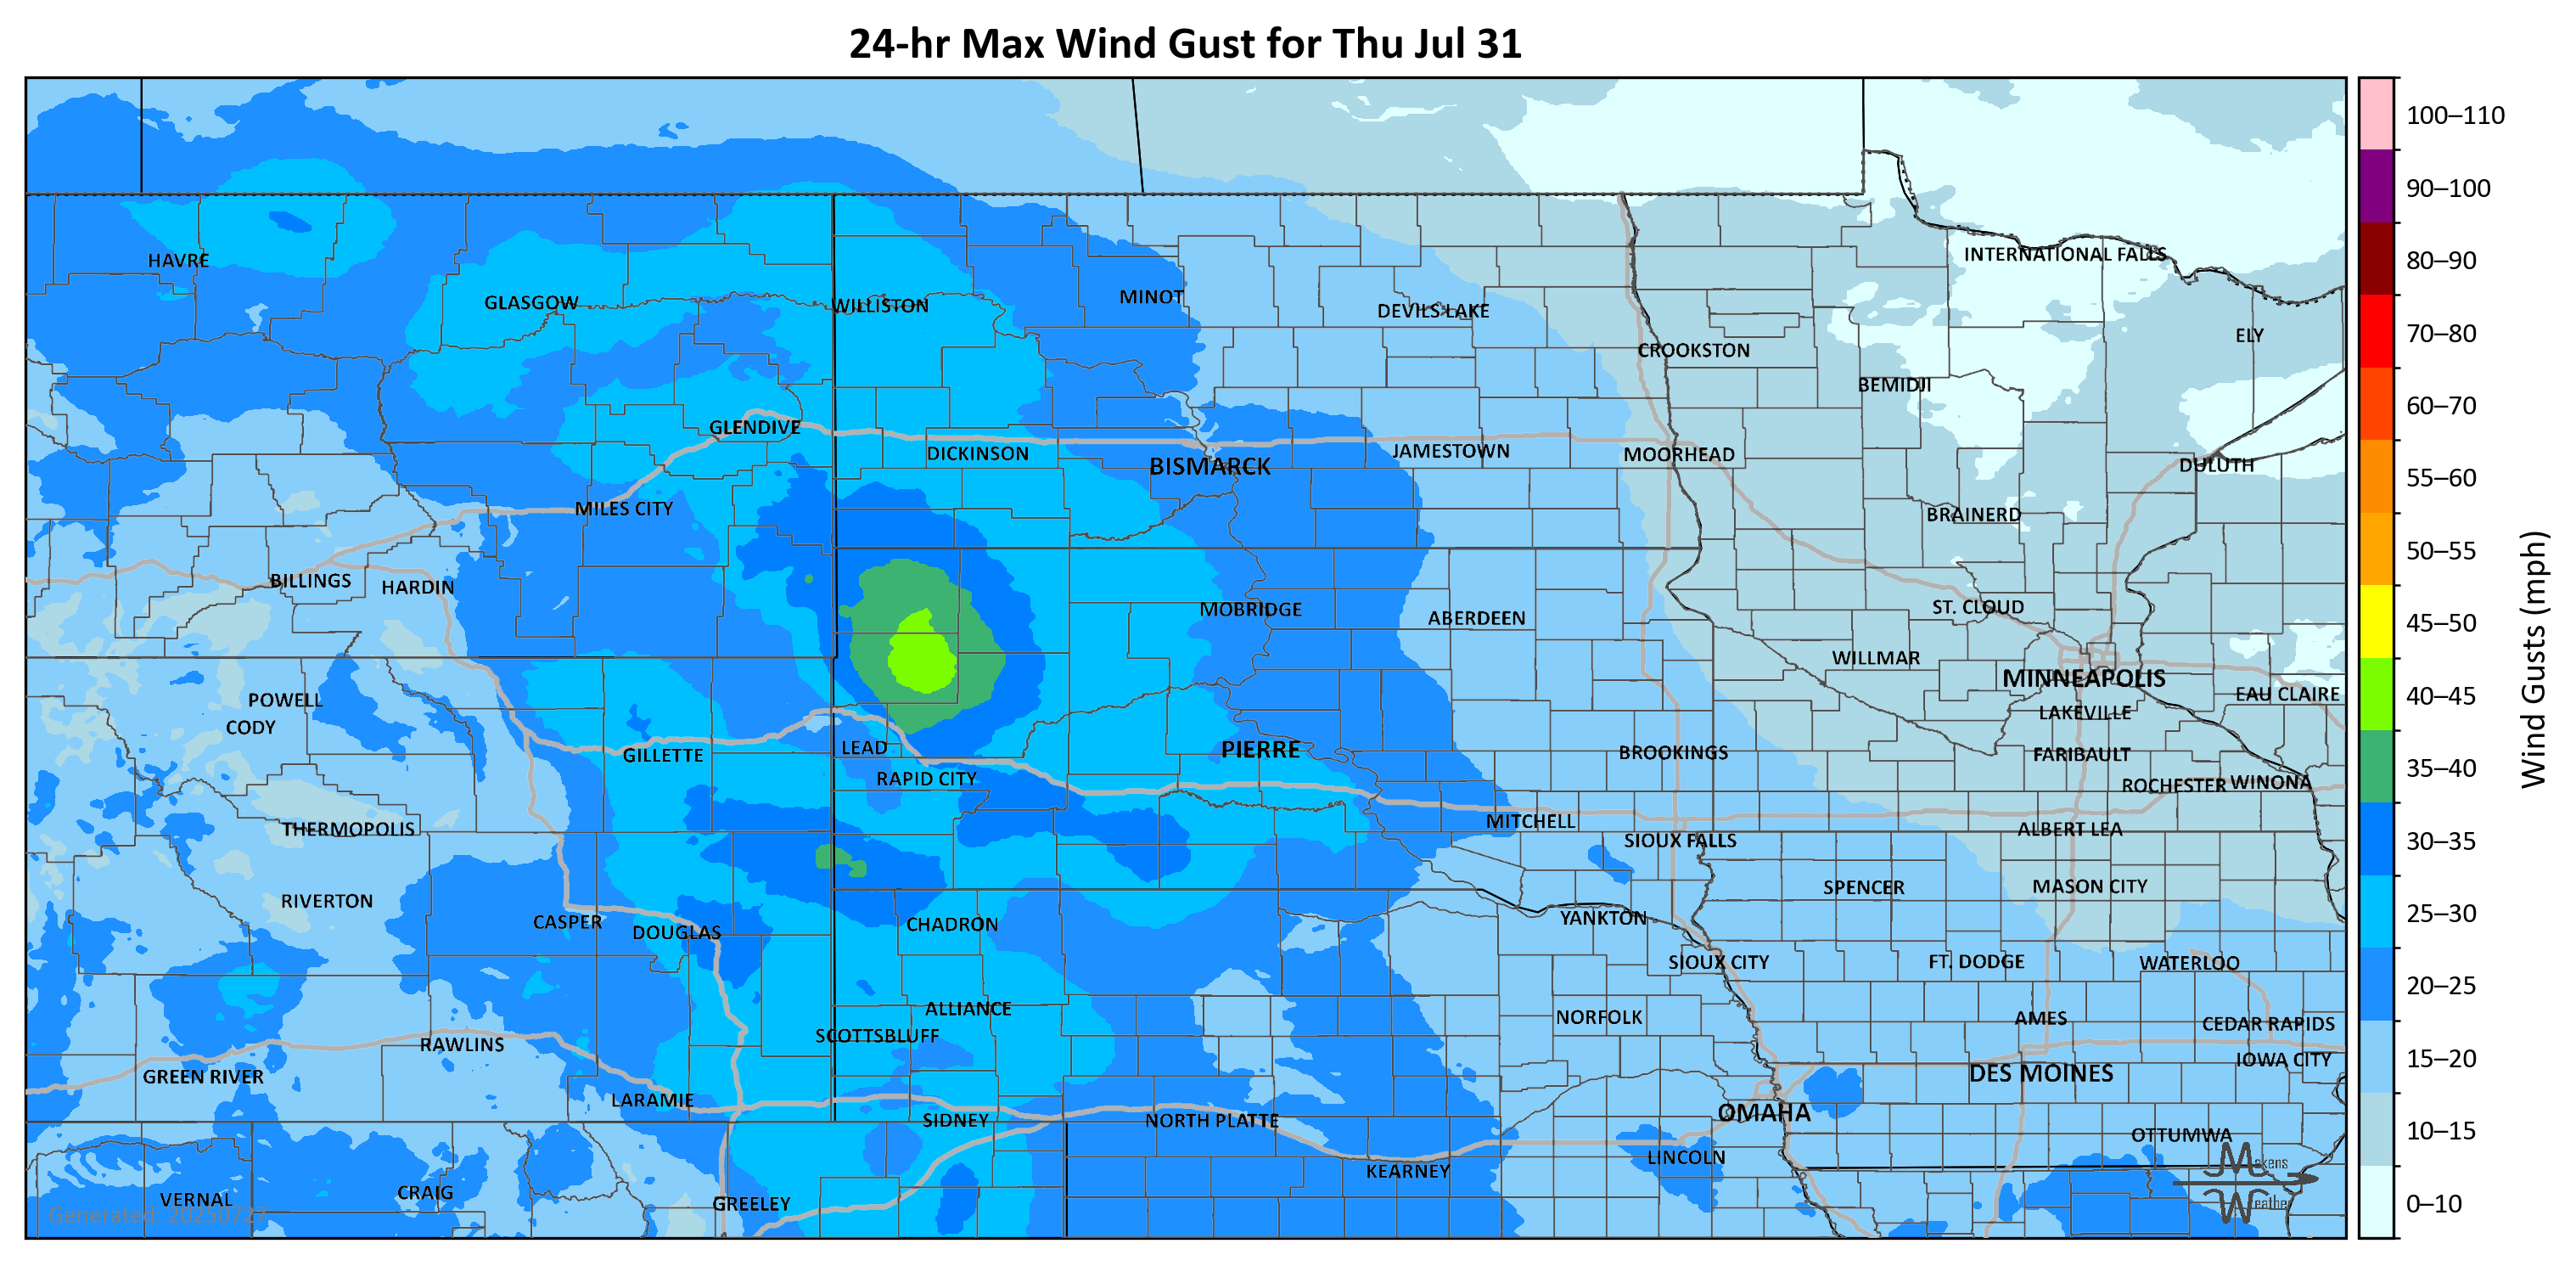 24-hr Max Wind Gust for Thu Jul 31
100–110
90–100
80–90
70–80
60–70
55–60
50–55
45–50
40–45
35–40
30–35
25–30
20–25
15–20
10–15
0–10
Wind Gusts (mph)
HAVRE
INTERNATIONAL FALLS
GLASGOW
WILLISTON
MINOT
DEVILS LAKE
ELY
CROOKSTON
BEMIDJI
GLENDIVE
DICKINSON
BISMARCK
JAMESTOWN
MOORHEAD
DULUTH
MILES CITY
BRAINERD
BILLINGS
HARDIN
MOBRIDGE
ABERDEEN
ST. CLOUD
WILLMAR
MINNEAPOLIS
EAU CLAIRE
POWELL
CODY
LAKEVILLE
GILLETTE
LEAD
PIERRE
BROOKINGS
FARIBAULT
RAPID CITY
ROCHESTER
WINONA
THERMOPOLIS
MITCHELL
SIOUX FALLS
ALBERT LEA
RIVERTON
SPENCER
MASON CITY
CASPER
DOUGLAS
CHADRON
YANKTON
SIOUX CITY
FT. DODGE
WATERLOO
ALLIANCE
NORFOLK
AMES
CEDAR RAPIDS
SCOTTSBLUFF
RAWLINS
IOWA CITY
GREEN RIVER
DES MOINES
LARAMIE
SIDNEY
NORTH PLATTE
OMAHA
OTTUMWA
KEARNEY
LINCOLN
VERNAL
CRAIG
GREELEY
Generated: 20250727
Makens
Weather